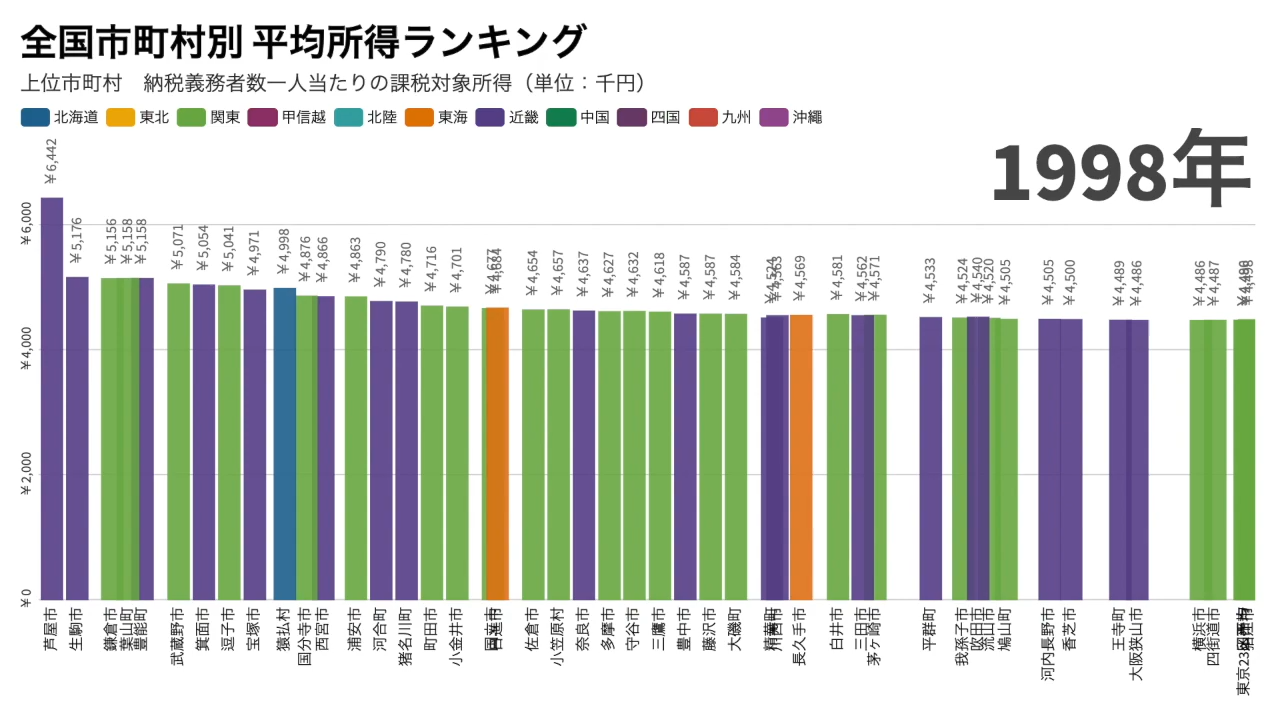 全国市町村別 平均所得ランキング
上位市町村　納税義務者数一人当たりの課税対象所得（単位：千円）
北海道 東北 関東 甲信越 北陸 東海 近畿 中国 四国 九州 沖縄
1998年
¥ 6,000
¥ 4,000
¥ 2,000
¥ 0
¥ 6,442
¥ 5,176
¥ 5,156
¥ 5,158
¥ 5,158
¥ 5,071
¥ 5,054
¥ 5,041
¥ 4,971
¥ 4,998
¥ 4,876
¥ 4,866
¥ 4,863
¥ 4,790
¥ 4,780
¥ 4,716
¥ 4,701
¥ 4,654
¥ 4,657
¥ 4,637
¥ 4,627
¥ 4,632
¥ 4,618
¥ 4,587
¥ 4,587
¥ 4,584
¥ 4,569
¥ 4,581
¥ 4,562
¥ 4,571
¥ 4,533
¥ 4,524
¥ 4,540
¥ 4,520
¥ 4,505
¥ 4,505
¥ 4,500
¥ 4,489
¥ 4,486
¥ 4,486
¥ 4,487
芦屋市
生駒市
鎌倉市
葉山町
豊能町
武蔵野市
箕面市
逗子市
宝塚市
猿払村
国分寺市
西宮市
浦安市
河合町
猪名川町
町田市
小金井市
佐倉市
小笠原村
奈良市
多摩市
守谷市
三鷹市
豊中市
藤沢市
大磯町
長久手市
白井市
三田市
茅ヶ崎市
平群町
我孫子市
吹田市
流山市
鳩山町
河内長野市
香芝市
王寺町
大阪狭山市
横浜市
四街道市